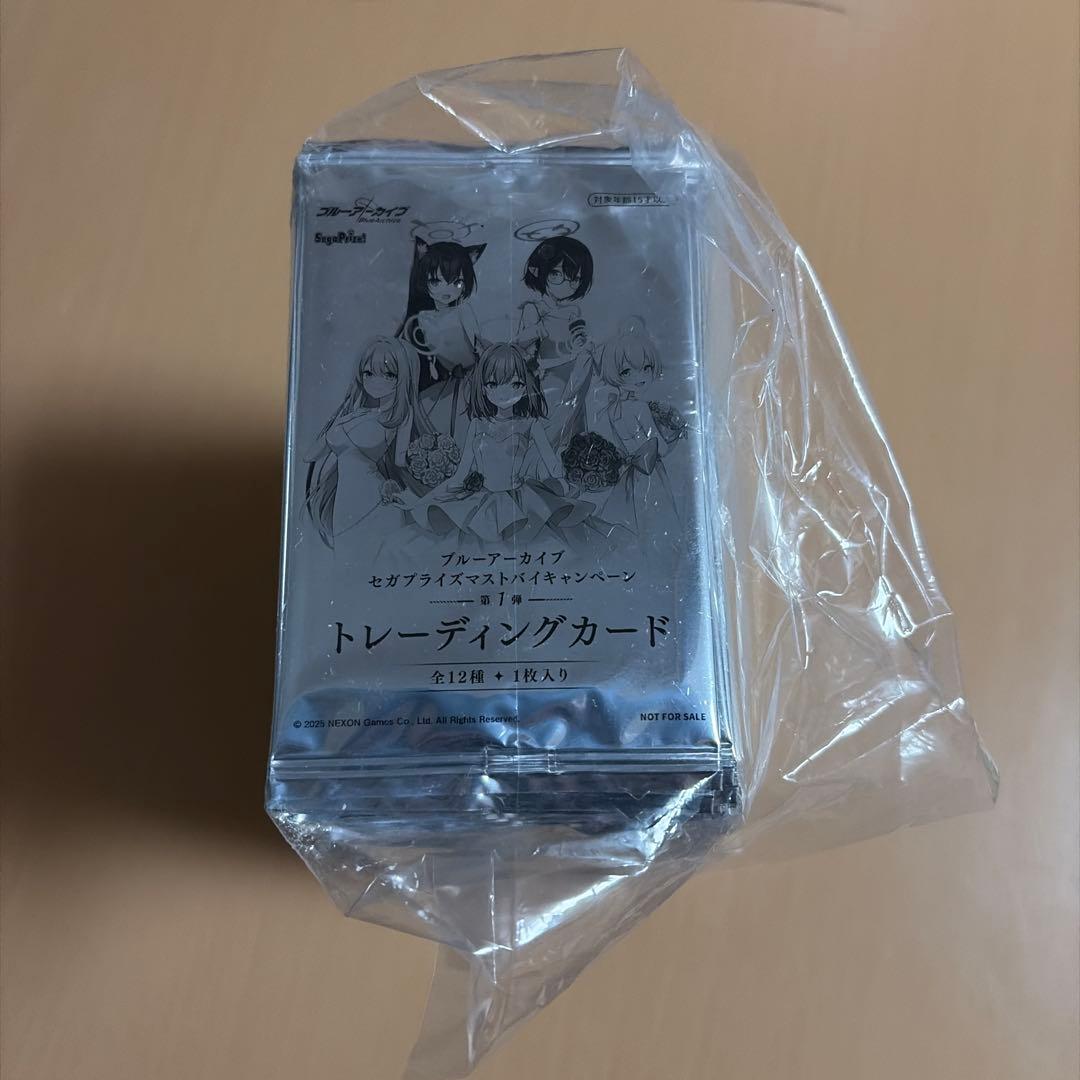 ブルーアーカイブ
BlueArchive
SegaPrize!
対象年齢15才以
ブルーアーカイブ
セガプライズマストバイキャンペーン
第1弾
トレーディングカード
全12種 ✦ 1枚入り
© 2025 NEXON Games Co., Ltd. All Rights Reserved.
NOT FOR SALE